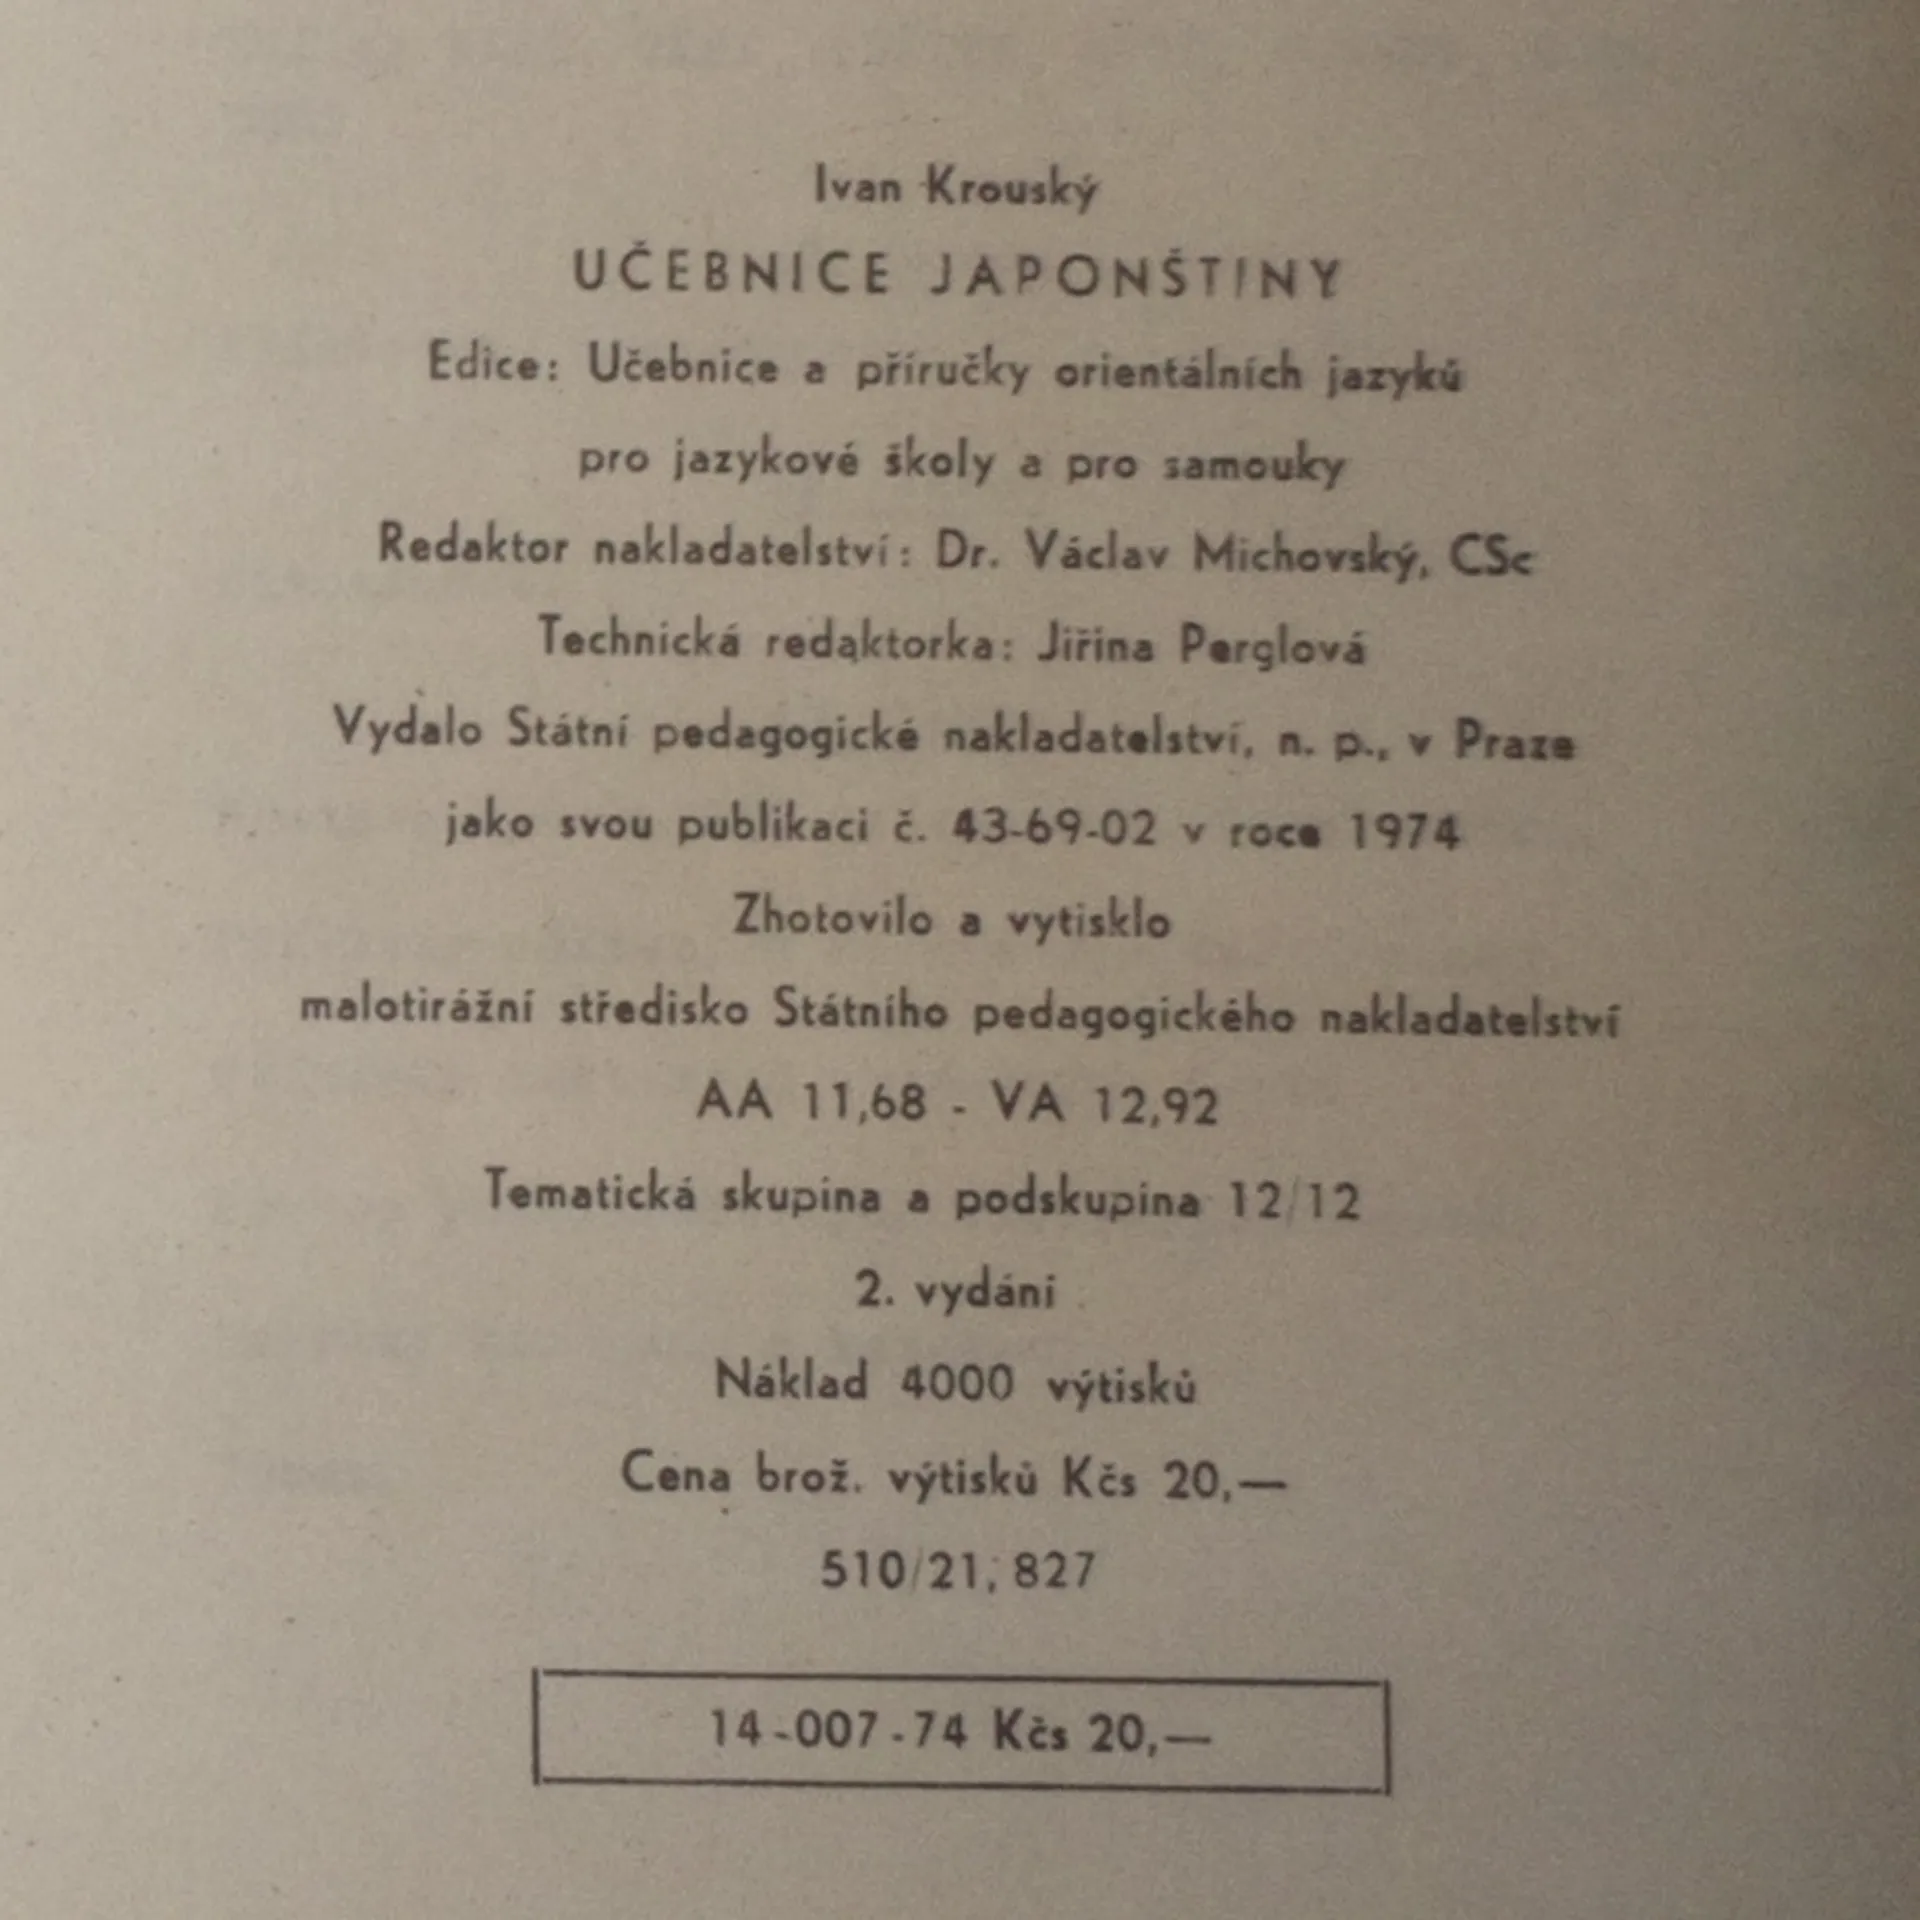 Ivan Krouský
UČEBNICE JAPONŠTINY
Edice: Učebnice a příručky orientálních jazyků
pro jazykové školy a pro samouky
Redaktor nakladatelství: Dr. Václav Michovský, CSc
Technická redaktorka: Jiřina Perglová
Vydalo Státní pedagogické nakladatelství, n. p., v Praze
jako svou publikaci č. 43-69-02 v roce 1974
Zhotovilo a vytisklo
malotirážní středisko Státního pedagogického nakladatelství
AA 11,68 - VA 12,92
Tematická skupina a podskupina 12/12
2. vydání
Náklad 4000 výtisků
Cena brož. výtisků Kčs 20,—
510/21, 827
14-007-74 Kčs 20,—